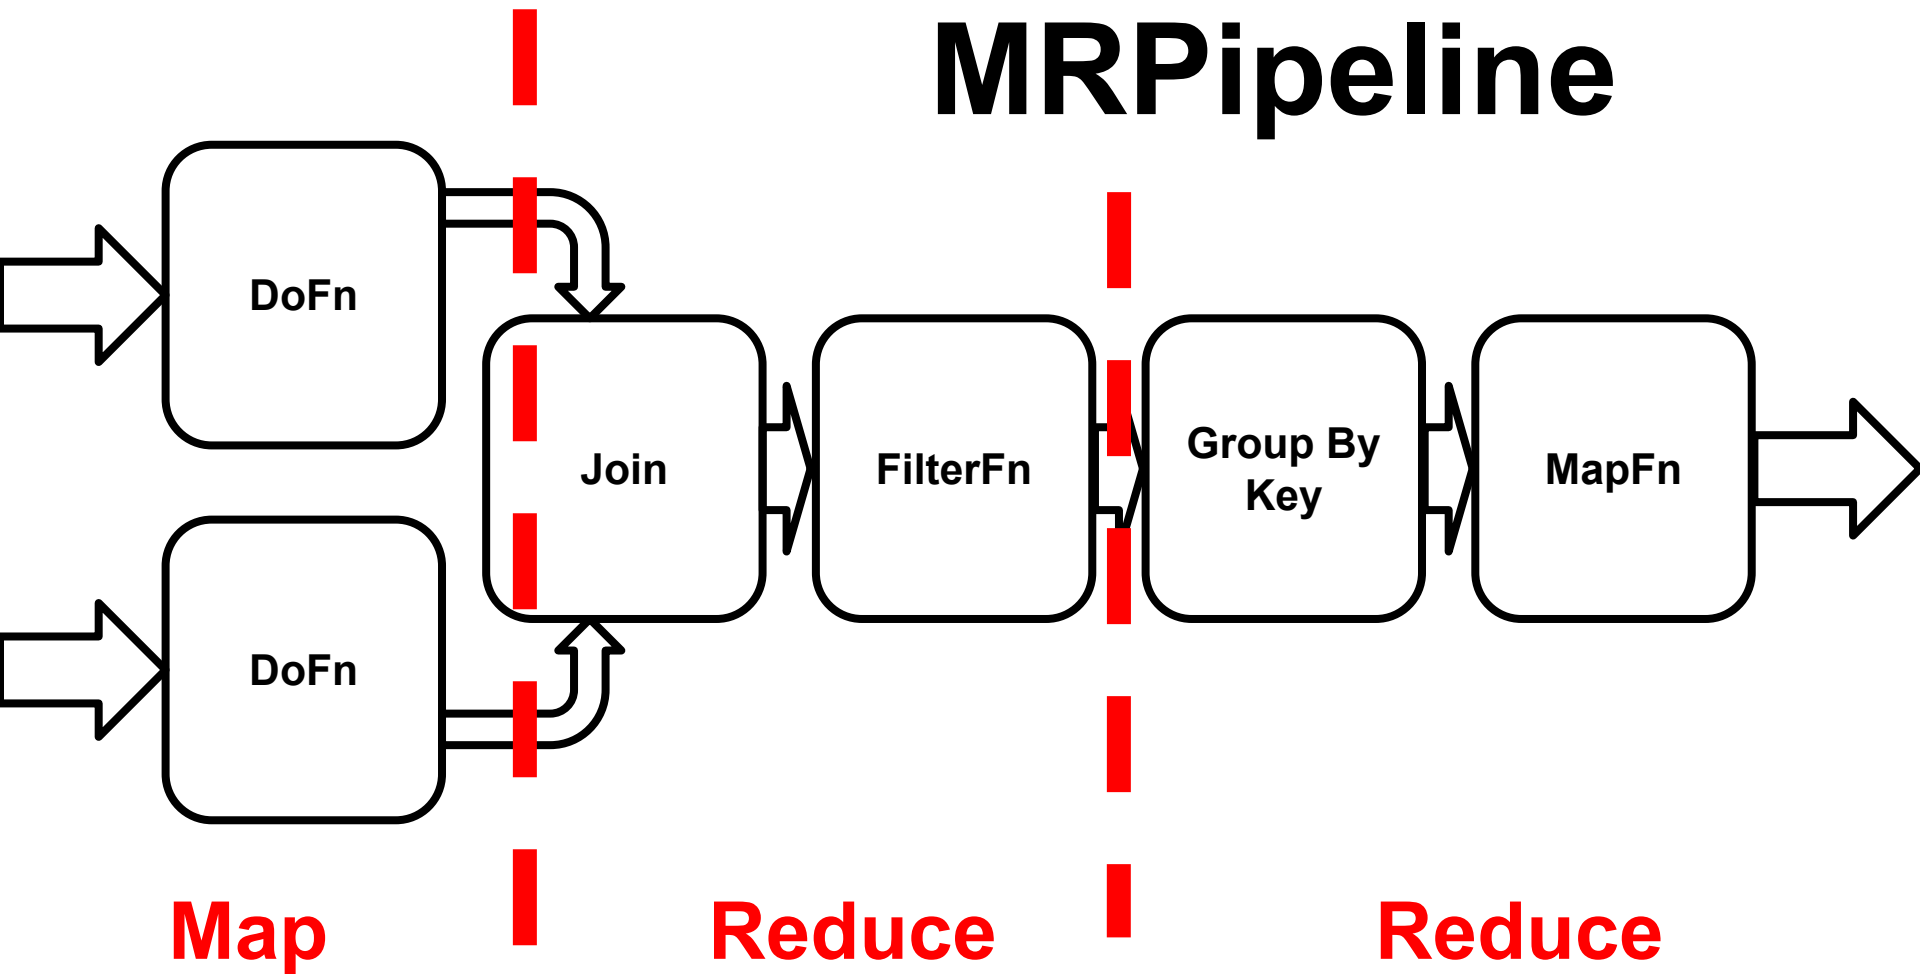 MRPipeline
DoFn
DoFn
Join
FilterFn
Group By
Key
MapFn
Map
Reduce
Reduce